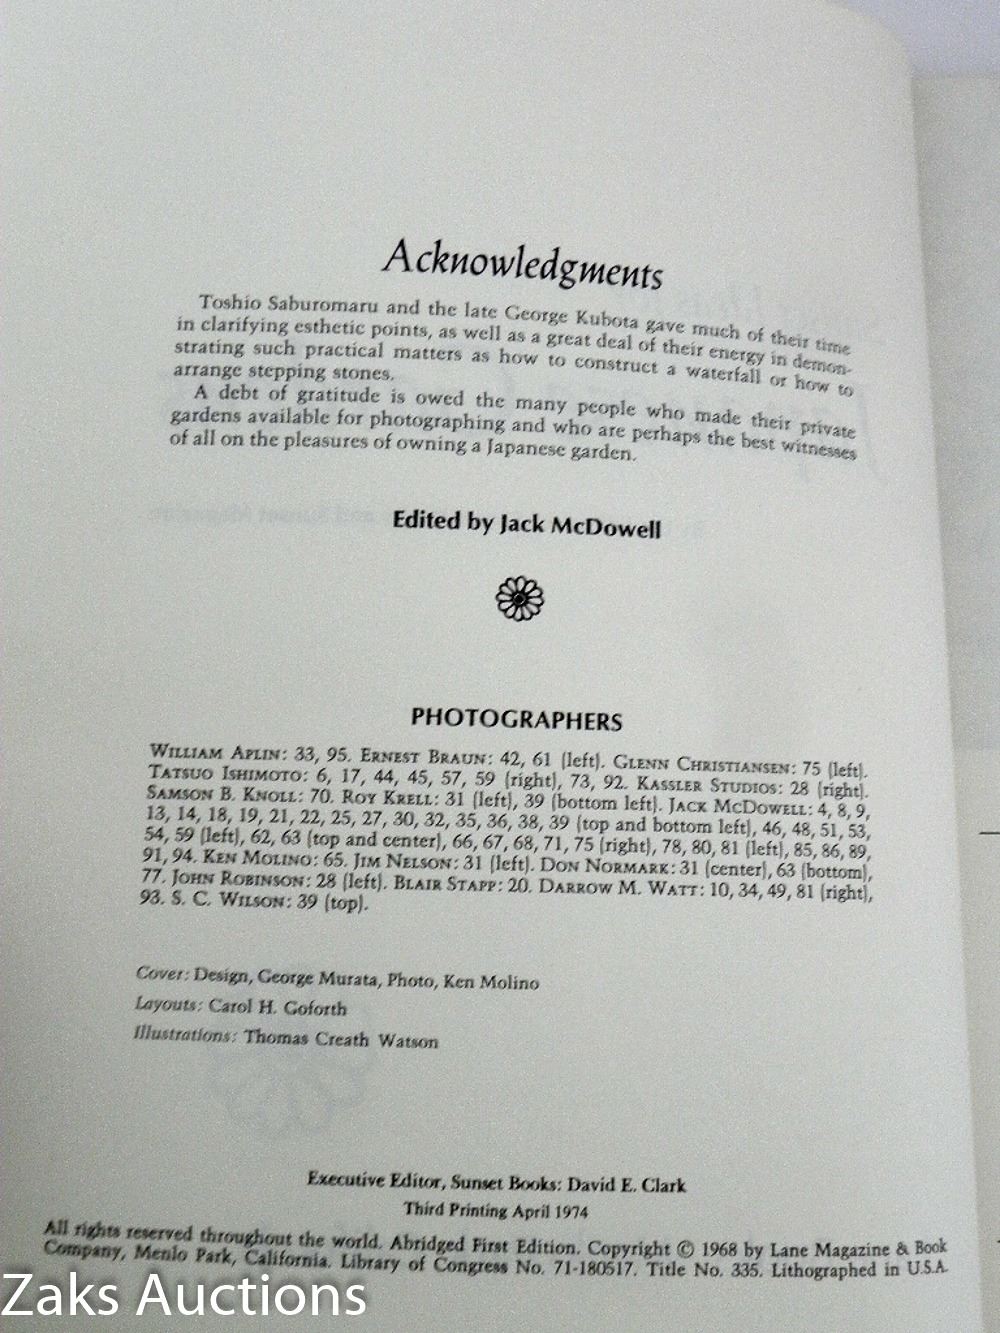 Acknowledgments
Toshio Saburomaru and the late George Kubota gave much of their time
in clarifying esthetic points, as well as a great deal of their energy in demon-
strating such practical matters as how to construct a waterfall or how to
arrange stepping stones.
A debt of gratitude is owed the many people who made their private
gardens available for photographing and who are perhaps the best witnesses
of all on the pleasures of owning a Japanese garden.
Edited by Jack McDowell
PHOTOGRAPHERS
WILLIAM APLIN: 33, 95. ERNEST BRAUN: 42, 61 (left). GLENN CHRISTIANSEN: 75 (left).
TATSUO ISHIMOTO: 6, 17, 44, 45, 57, 59 (right), 73, 92. KASSLER STUDIOS: 28 (right).
SAMSON B. KNOLL: 70. ROY KRELL: 31 (left), 39 (bottom left). JACK MCDOWELL: 4, 8, 9,
13, 14, 18, 19, 21, 22, 25, 27, 30, 32, 35, 36, 38, 39 (top and bottom left), 46, 48, 51, 53,
54, 59 (left), 62, 63 (top and center), 66, 67, 68, 71, 75 (right), 78, 80, 81 (left), 85, 86, 89,
91, 94. KEN MOLINO: 65. JIM NELSON: 31 (left). DON NORMARK: 31 (center), 63 (bottom),
77. JOHN ROBINSON: 28 (left). BLAIR STAPP: 20. DARROW M. WATT: 10, 34, 49, 81 (right),
93. S. C. WILSON: 39 (top).
Cover: Design, George Murata, Photo, Ken Molino
Layouts: Carol H. Goforth
Illustrations: Thomas Creath Watson
Executive Editor, Sunset Books: David E. Clark
Third Printing April 1974
All rights reserved throughout the world. Abridged First Edition. Copyright © 1968 by Lane Magazine & Book
Company, Menlo Park, California. Library of Congress No. 71-180517. Title No. 335. Lithographed in U.S.A.
Zaks Auctions